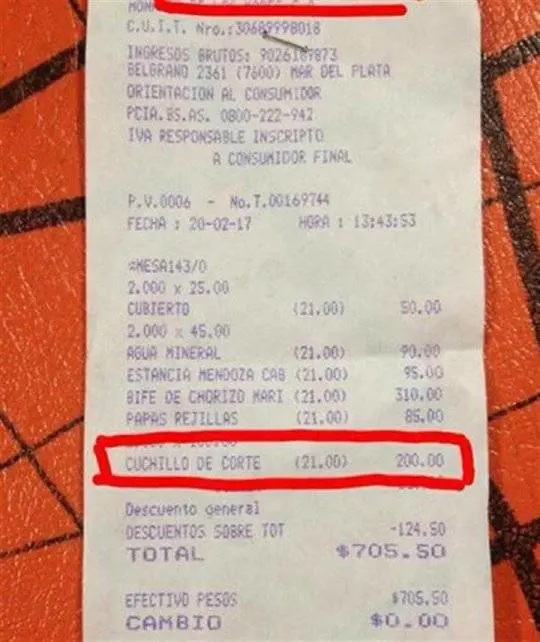 C.U.I.T. Nro.:30689998018
INGRESOS BRUTOS: 9026189873
BELGRANO 2361 (7600) MAR DEL PLATA
ORIENTACION AL CONSUMIDOR
PCIA.BS.AS. 0800-222-942
IVA RESPONSABLE INSCRIPTO
A CONSUMIDOR FINAL
P.V.0006 - No.T.00169744
FECHA : 20-02-17 HORA : 13:43:53
#MESA143/0
2.000 x 25.00
CUBIERTO (21.00) 50.00
2.000 x 45.00
AGUA MINERAL (21.00) 90.00
ESTANCIA MENDOZA CAB (21.00) 95.00
BIFE DE CHORIZO MARI (21.00) 310.00
PAPAS REJILLAS (21.00) 85.00
CUCHILLO DE CORTE (21.00) 200.00
Descuento general
DESCUENTOS SOBRE TOT -124.50
TOTAL $705.50
EFECTIVO PESOS $705.50
CAMBIO $0.00